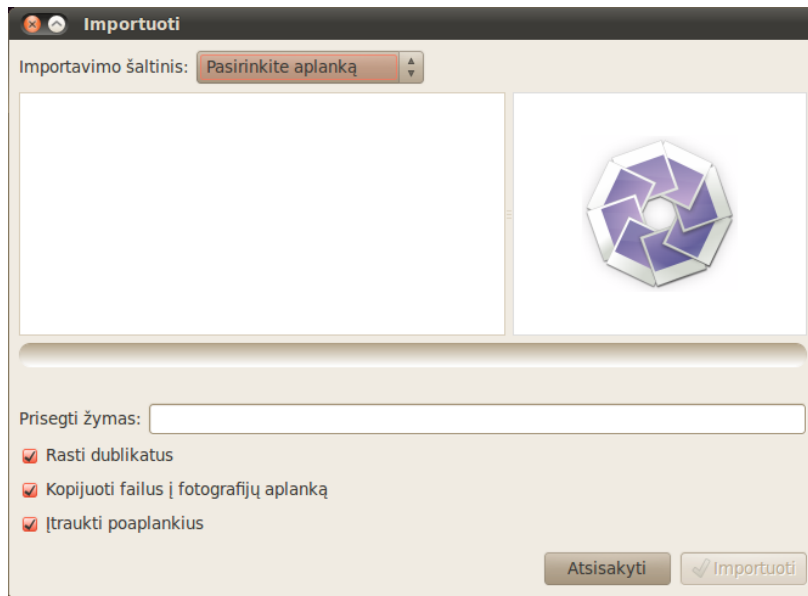 Importuoti
Importavimo šaltinis: Pasirinkite aplanką
Prisegti žymas:
Rasti dublikatus
Kopijuoti failus į fotografijų aplanką
Įtraukti poaplankius
Atsisakyti Importuoti